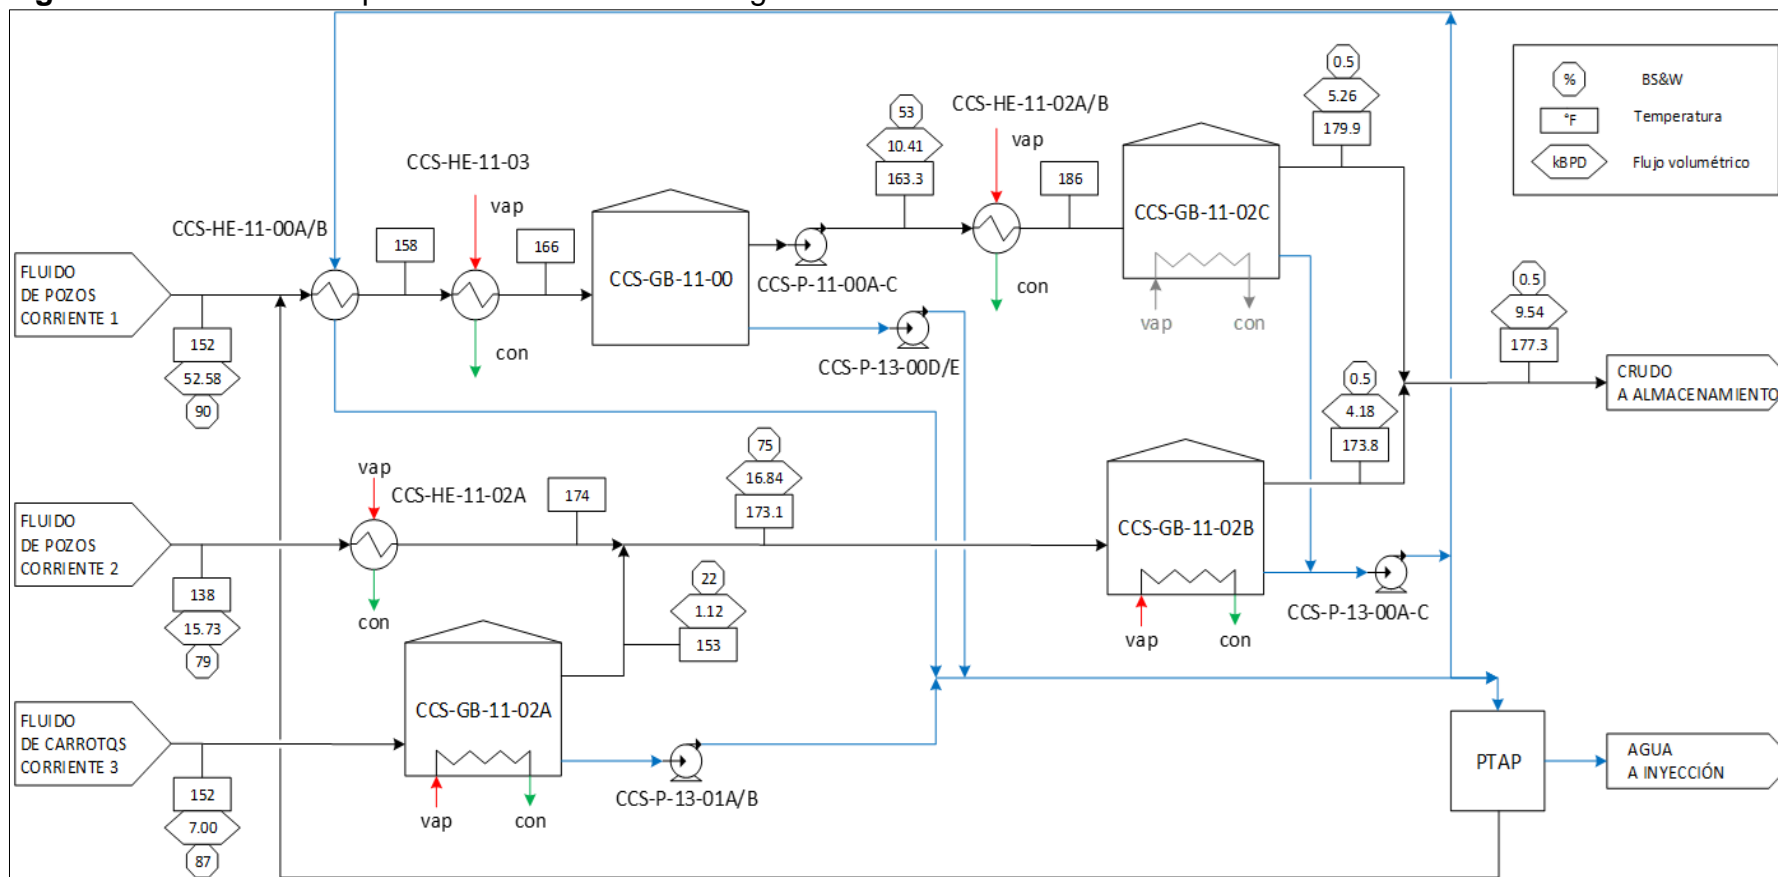 CCS-HE-11-00A/B
CCS-HE-11-03
vap
con
158
166
FLUIDO
DE POZOS
CORRIENTE 1
152
52.58
90
CCS-GB-11-00
CCS-P-11-00A-C
CCS-P-13-00D/E
53
10.41
163.3
CCS-HE-11-02A/B
vap
con
186
CCS-GB-11-02C
vap
con
0.5
5.26
179.9
%
BS&W
°F
Temperatura
kBPD
Flujo volumétrico
0.5
9.54
177.3
CRUDO
A ALMACENAMIENTO
0.5
4.18
173.8
FLUIDO
DE POZOS
CORRIENTE 2
138
15.73
79
vap
CCS-HE-11-02A
con
174
75
16.84
173.1
22
1.12
153
CCS-GB-11-02B
vap
con
CCS-P-13-00A-C
FLUIDO
DE CARROTQS
CORRIENTE 3
152
7.00
87
CCS-GB-11-02A
vap
con
CCS-P-13-01A/B
PTAP
AGUA
A INYECCIÓN